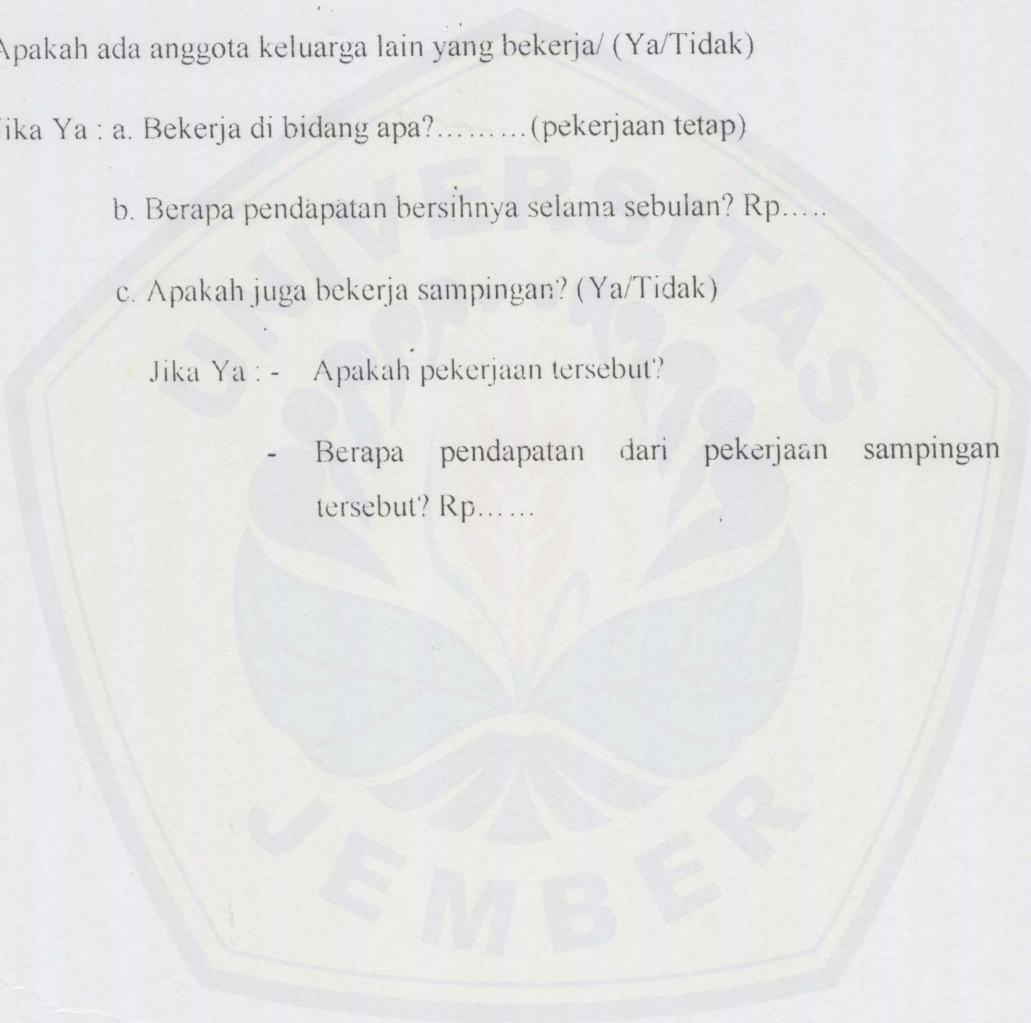 Apakah ada anggota keluarga lain yang bekerja/ (Ya/Tidak)
Jika Ya : a. Bekerja di bidang apa?.........(pekerjaan tetap)
b. Berapa pendapatan bersihnya selama sebulan? Rp.....
c. Apakah juga bekerja sampingan? (Ya/Tidak)
Jika Ya : - Apakah pekerjaan tersebut?
- Berapa pendapatan dari pekerjaan sampingan
tersebut? Rp......
UNIVERSITAS
JEMBER